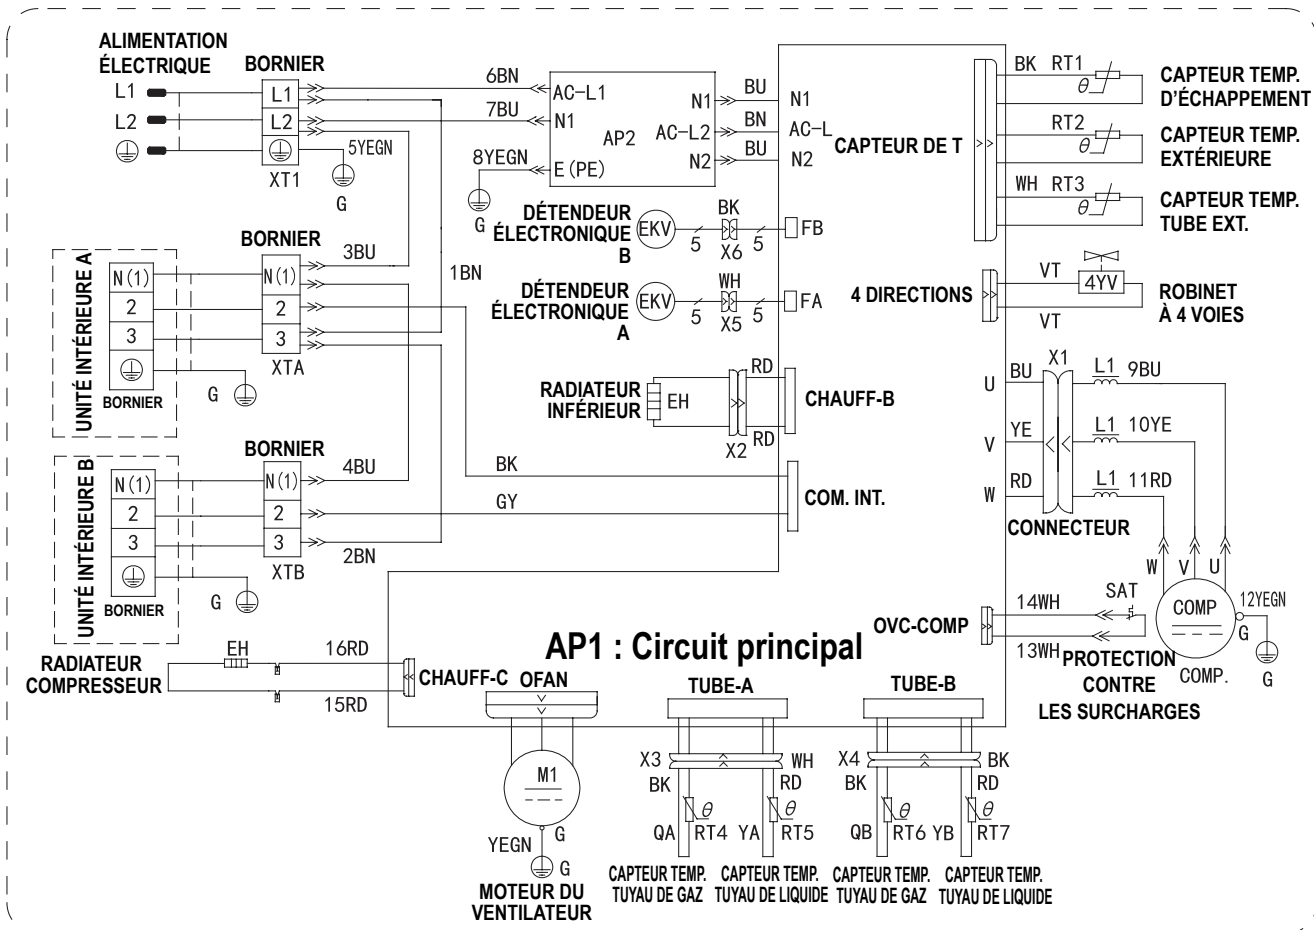 ALIMENTATION
ÉLECTRIQUE
BORNIER
L1
L2
L1
L2
XT1
5YEGN
G
6BN
7BU
8YEGN
G
AC-L1
N1
E(PE)
AP2
N1
AC-L2
N2
BU
BN
BU
N1
AC-L
N2
CAPTEUR DE T
BK
RT1
θ
CAPTEUR TEMP.
D'ÉCHAPPEMENT
RT2
θ
CAPTEUR TEMP.
EXTÉRIEURE
WH
RT3
θ
CAPTEUR TEMP.
TUBE EXT.
DÉTENDEUR
ÉLECTRONIQUE
B
EKV
5
BK
X6
5
FB
DÉTENDEUR
ÉLECTRONIQUE
A
EKV
5
WH
X5
5
FA
4 DIRECTIONS
VT
VT
4YV
ROBINET
À 4 VOIES
UNITÉ INTÉRIEURE A
N(1)
2
3
BORNIER
BORNIER
N(1)
2
3
XTA
G
3BU
1BN
RADIATEUR
INFÉRIEUR
EH
X2
RD
RD
CHAUFF-B
U
V
W
BU
YE
RD
X1
CONNECTEUR
L1
9BU
L1
10YE
L1
11RD
UNITÉ INTÉRIEURE B
N(1)
2
3
BORNIER
BORNIER
N(1)
2
3
XTB
G
4BU
2BN
BK
GY
COM. INT.
W
V
U
COMP
COMP.
12YEGN
G
G
OVC-COMP
14WH
13WH
SAT
PROTECTION
CONTRE
LES SURCHARGES
AP1 : Circuit principal
RADIATEUR
COMPRESSEUR
EH
16RD
15RD
CHAUFF-C
OFAN
M1
YEGN
G
G
MOTEUR DU
VENTILATEUR
TUBE-A
X3
WH
BK
RD
θ
θ
QA
RT4
YA
RT5
CAPTEUR TEMP.
TUYAU DE GAZ
CAPTEUR TEMP.
TUYAU DE LIQUIDE
TUBE-B
X4
BK
BK
RD
θ
θ
QB
RT6
YB
RT7
CAPTEUR TEMP.
TUYAU DE GAZ
CAPTEUR TEMP.
TUYAU DE LIQUIDE